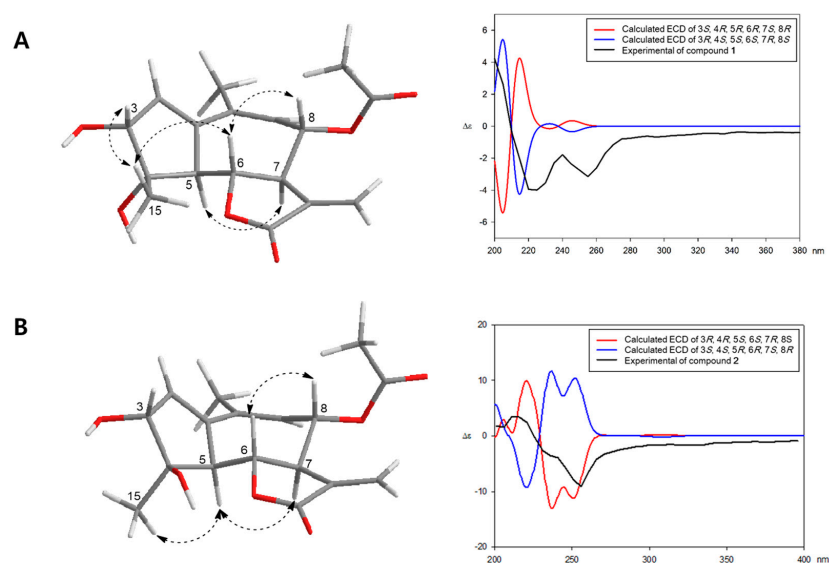 A
3
8
6
7
5
15
Calculated ECD of 3S, 4R, 5R, 6R, 7S, 8R
Calculated ECD of 3R, 4S, 5S, 6S, 7R, 8S
Experimental of compound 1
6
4
2
0
-2
-4
-6
Δε
200 220 240 260 280 300 320 340 360 380 nm
B
3
8
5
6
7
15
Calculated ECD of 3R, 4R, 5S, 6S, 7R, 8S
Calculated ECD of 3S, 4S, 5R, 6R, 7S, 8R
Experimental of compound 2
20
10
0
-10
-20
Δε
200 250 300 350 400 nm